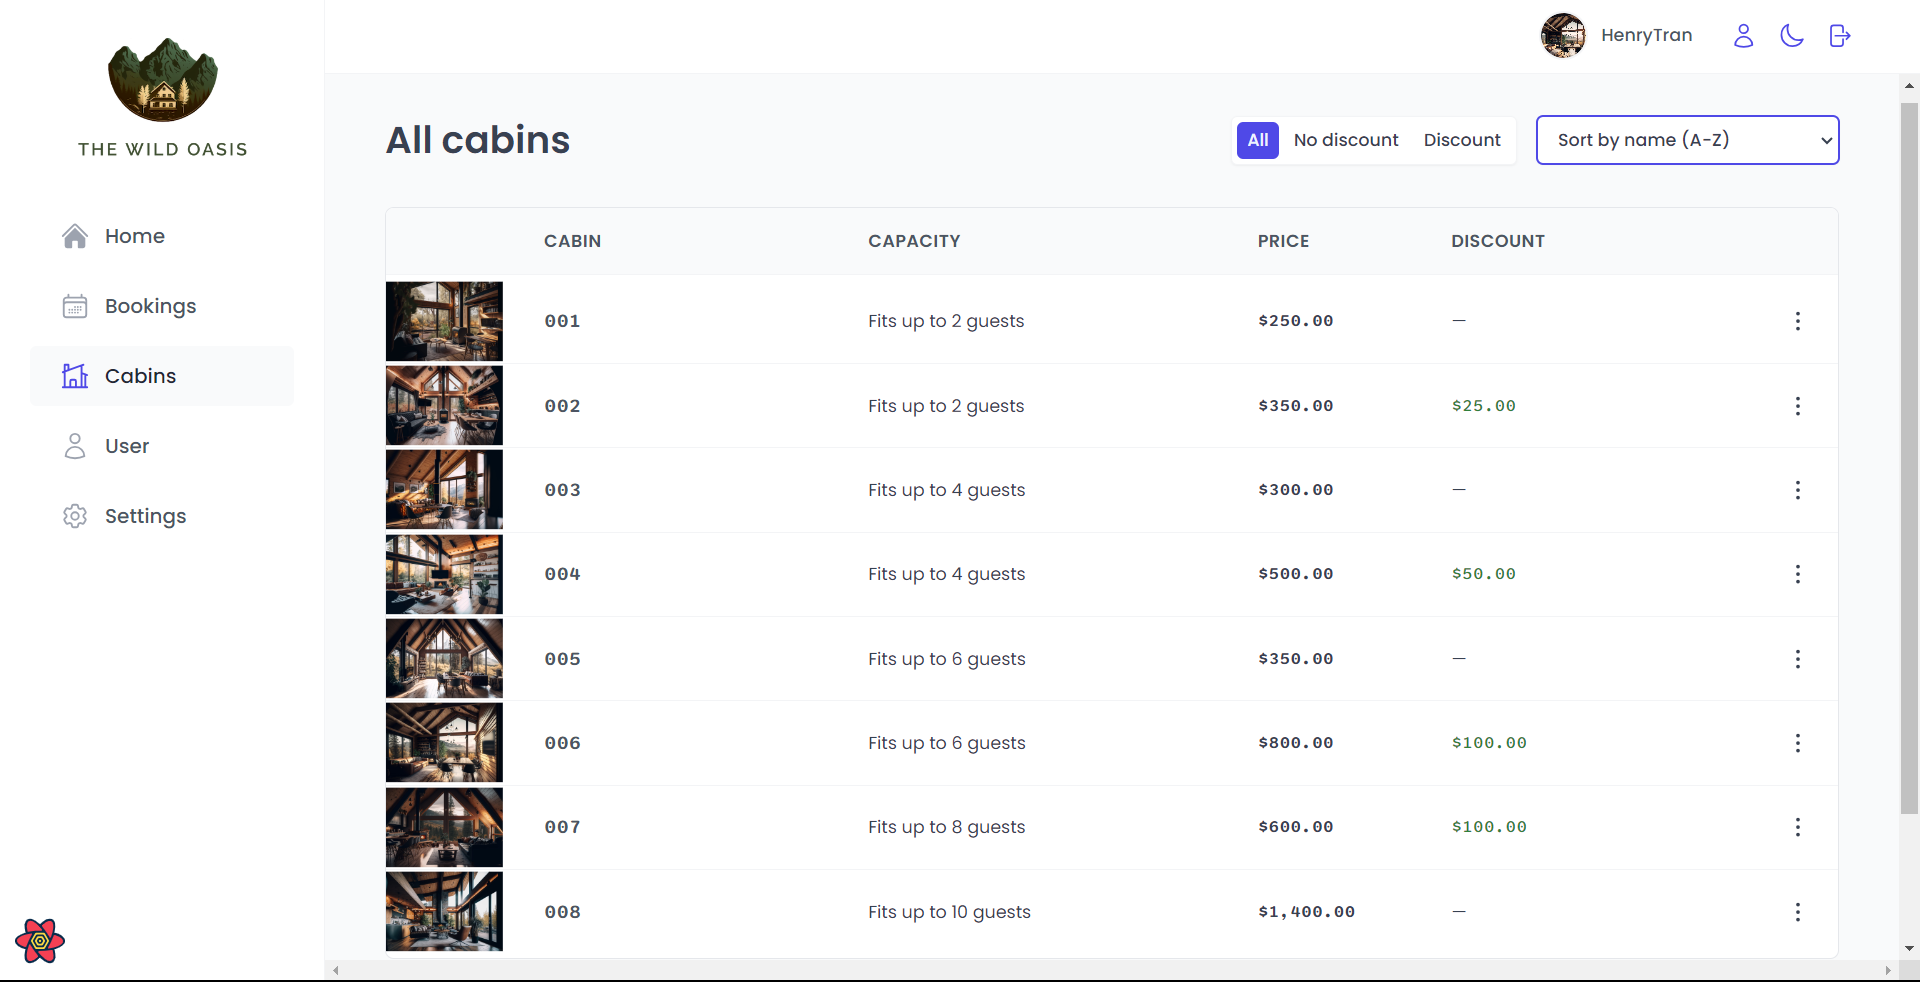 HenryTran
THE WILD OASIS
Home
Bookings
Cabins
User
Settings
All cabins
All No discount Discount Sort by name (A-Z)
CABIN CAPACITY PRICE DISCOUNT
001 Fits up to 2 guests $250.00 —
002 Fits up to 2 guests $350.00 $25.00
003 Fits up to 4 guests $300.00 —
004 Fits up to 4 guests $500.00 $50.00
005 Fits up to 6 guests $350.00 —
006 Fits up to 6 guests $800.00 $100.00
007 Fits up to 8 guests $600.00 $100.00
008 Fits up to 10 guests $1,400.00 —